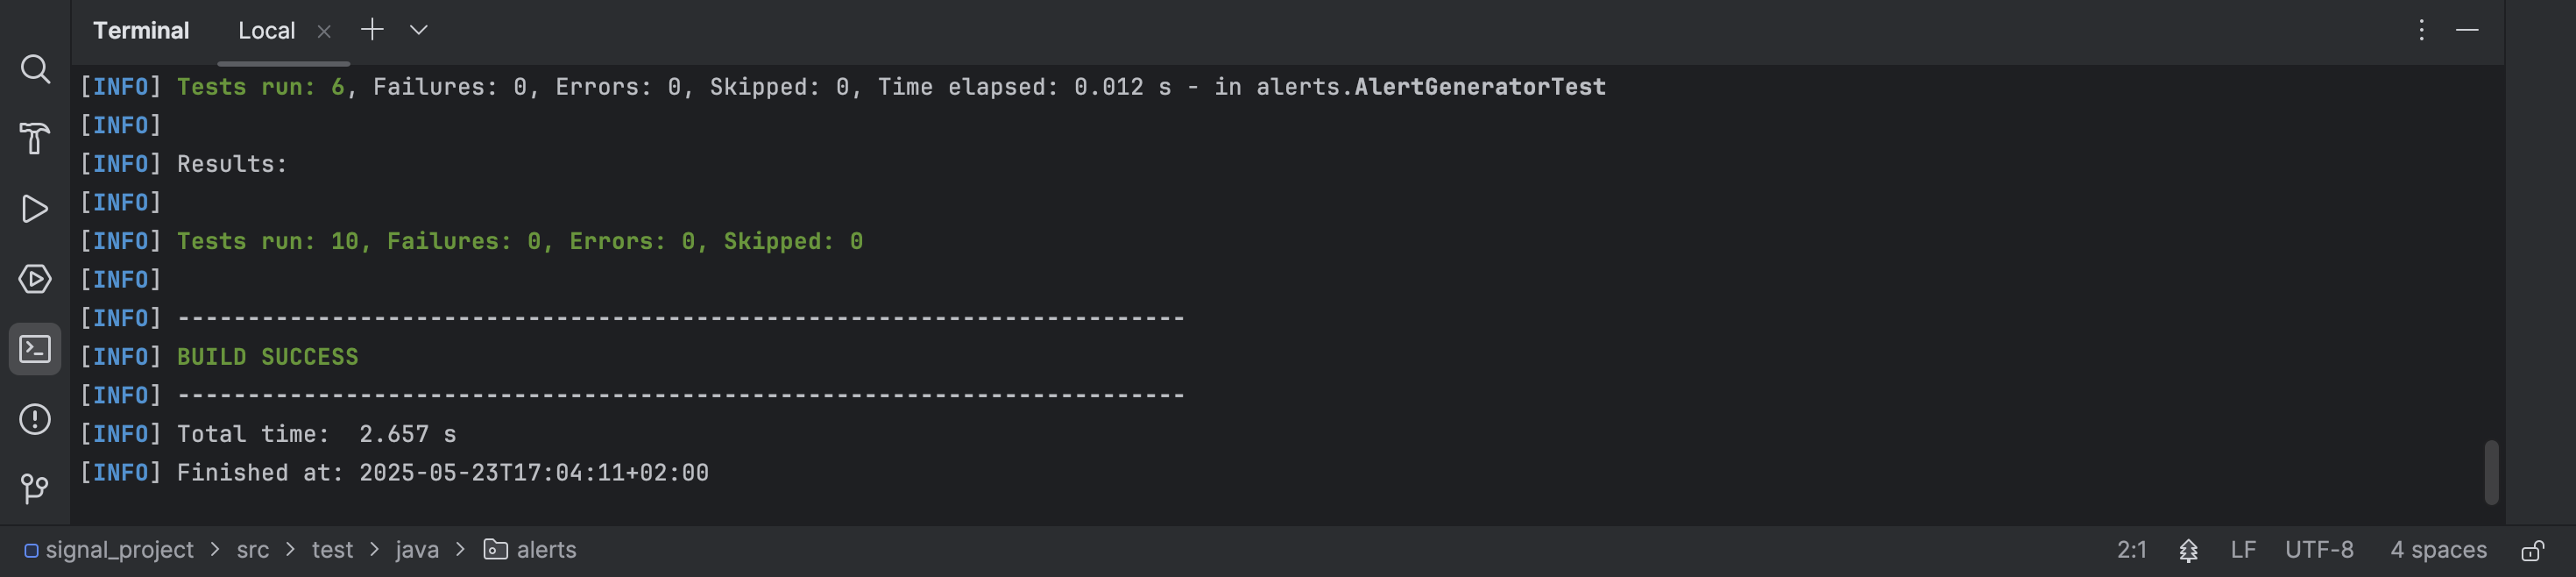 Terminal Local
[INFO] Tests run: 6, Failures: 0, Errors: 0, Skipped: 0, Time elapsed: 0.012 s - in alerts.AlertGeneratorTest
[INFO]
[INFO] Results:
[INFO]
[INFO] Tests run: 10, Failures: 0, Errors: 0, Skipped: 0
[INFO]
[INFO] ------------------------------------------------------------------------
[INFO] BUILD SUCCESS
[INFO] ------------------------------------------------------------------------
[INFO] Total time:  2.657 s
[INFO] Finished at: 2025-05-23T17:04:11+02:00
signal_project > src > test > java > alerts 2:1 LF UTF-8 4 spaces